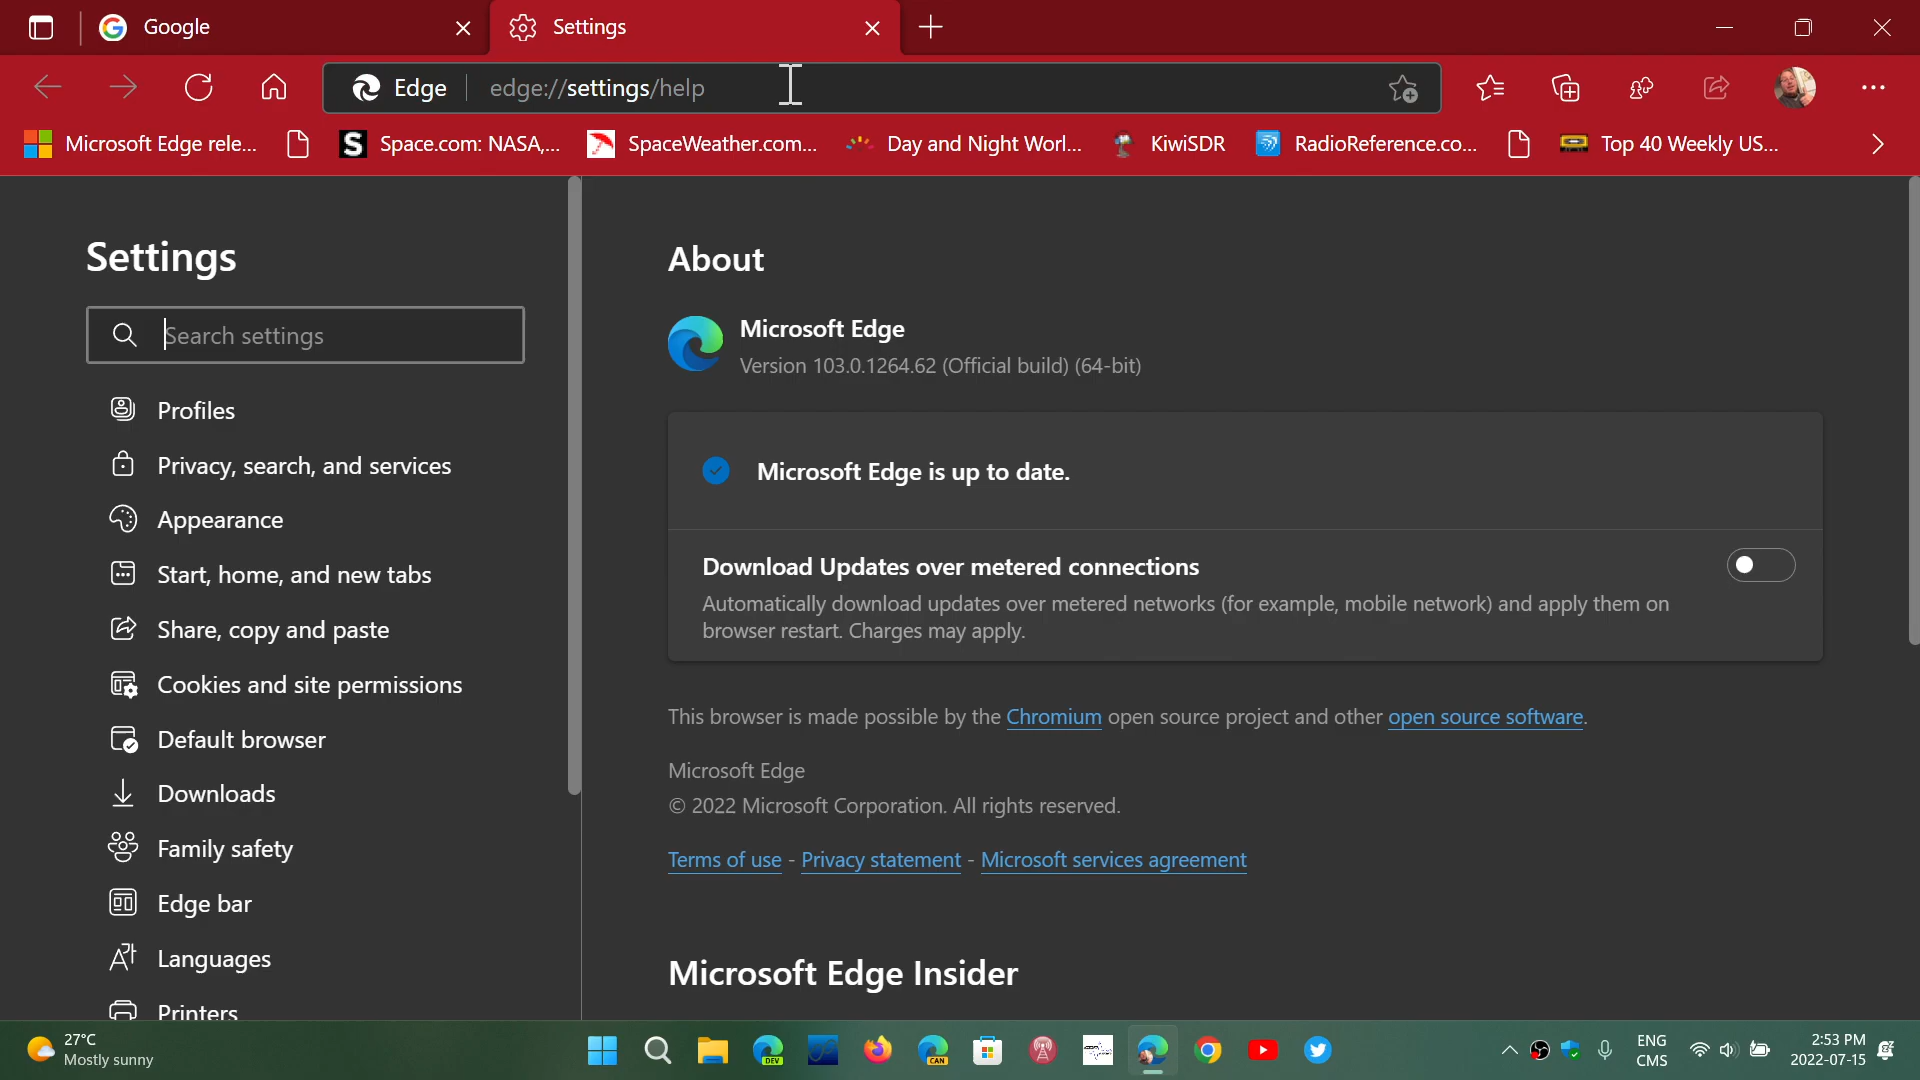 Google
Settings
Edge
edge://settings/help
Microsoft Edge rele...
Space.com: NASA,...
SpaceWeather.com...
Day and Night Worl...
KiwiSDR
RadioReference.co...
Top 40 Weekly US...
Settings
Search settings
Profiles
Privacy, search, and services
Appearance
Start, home, and new tabs
Share, copy and paste
Cookies and site permissions
Default browser
Downloads
Family safety
Edge bar
Languages
Printers
About
Microsoft Edge
Version 103.0.1264.62 (Official build) (64-bit)
Microsoft Edge is up to date.
Download Updates over metered connections
Automatically download updates over metered networks (for example, mobile network) and apply them on
browser restart. Charges may apply.
This browser is made possible by the Chromium open source project and other open source software.
Microsoft Edge
© 2022 Microsoft Corporation. All rights reserved.
Terms of use - Privacy statement - Microsoft services agreement
Microsoft Edge Insider
27°C
Mostly sunny
DEV
CAN
ENG
CMS
2:53 PM
2022-07-15